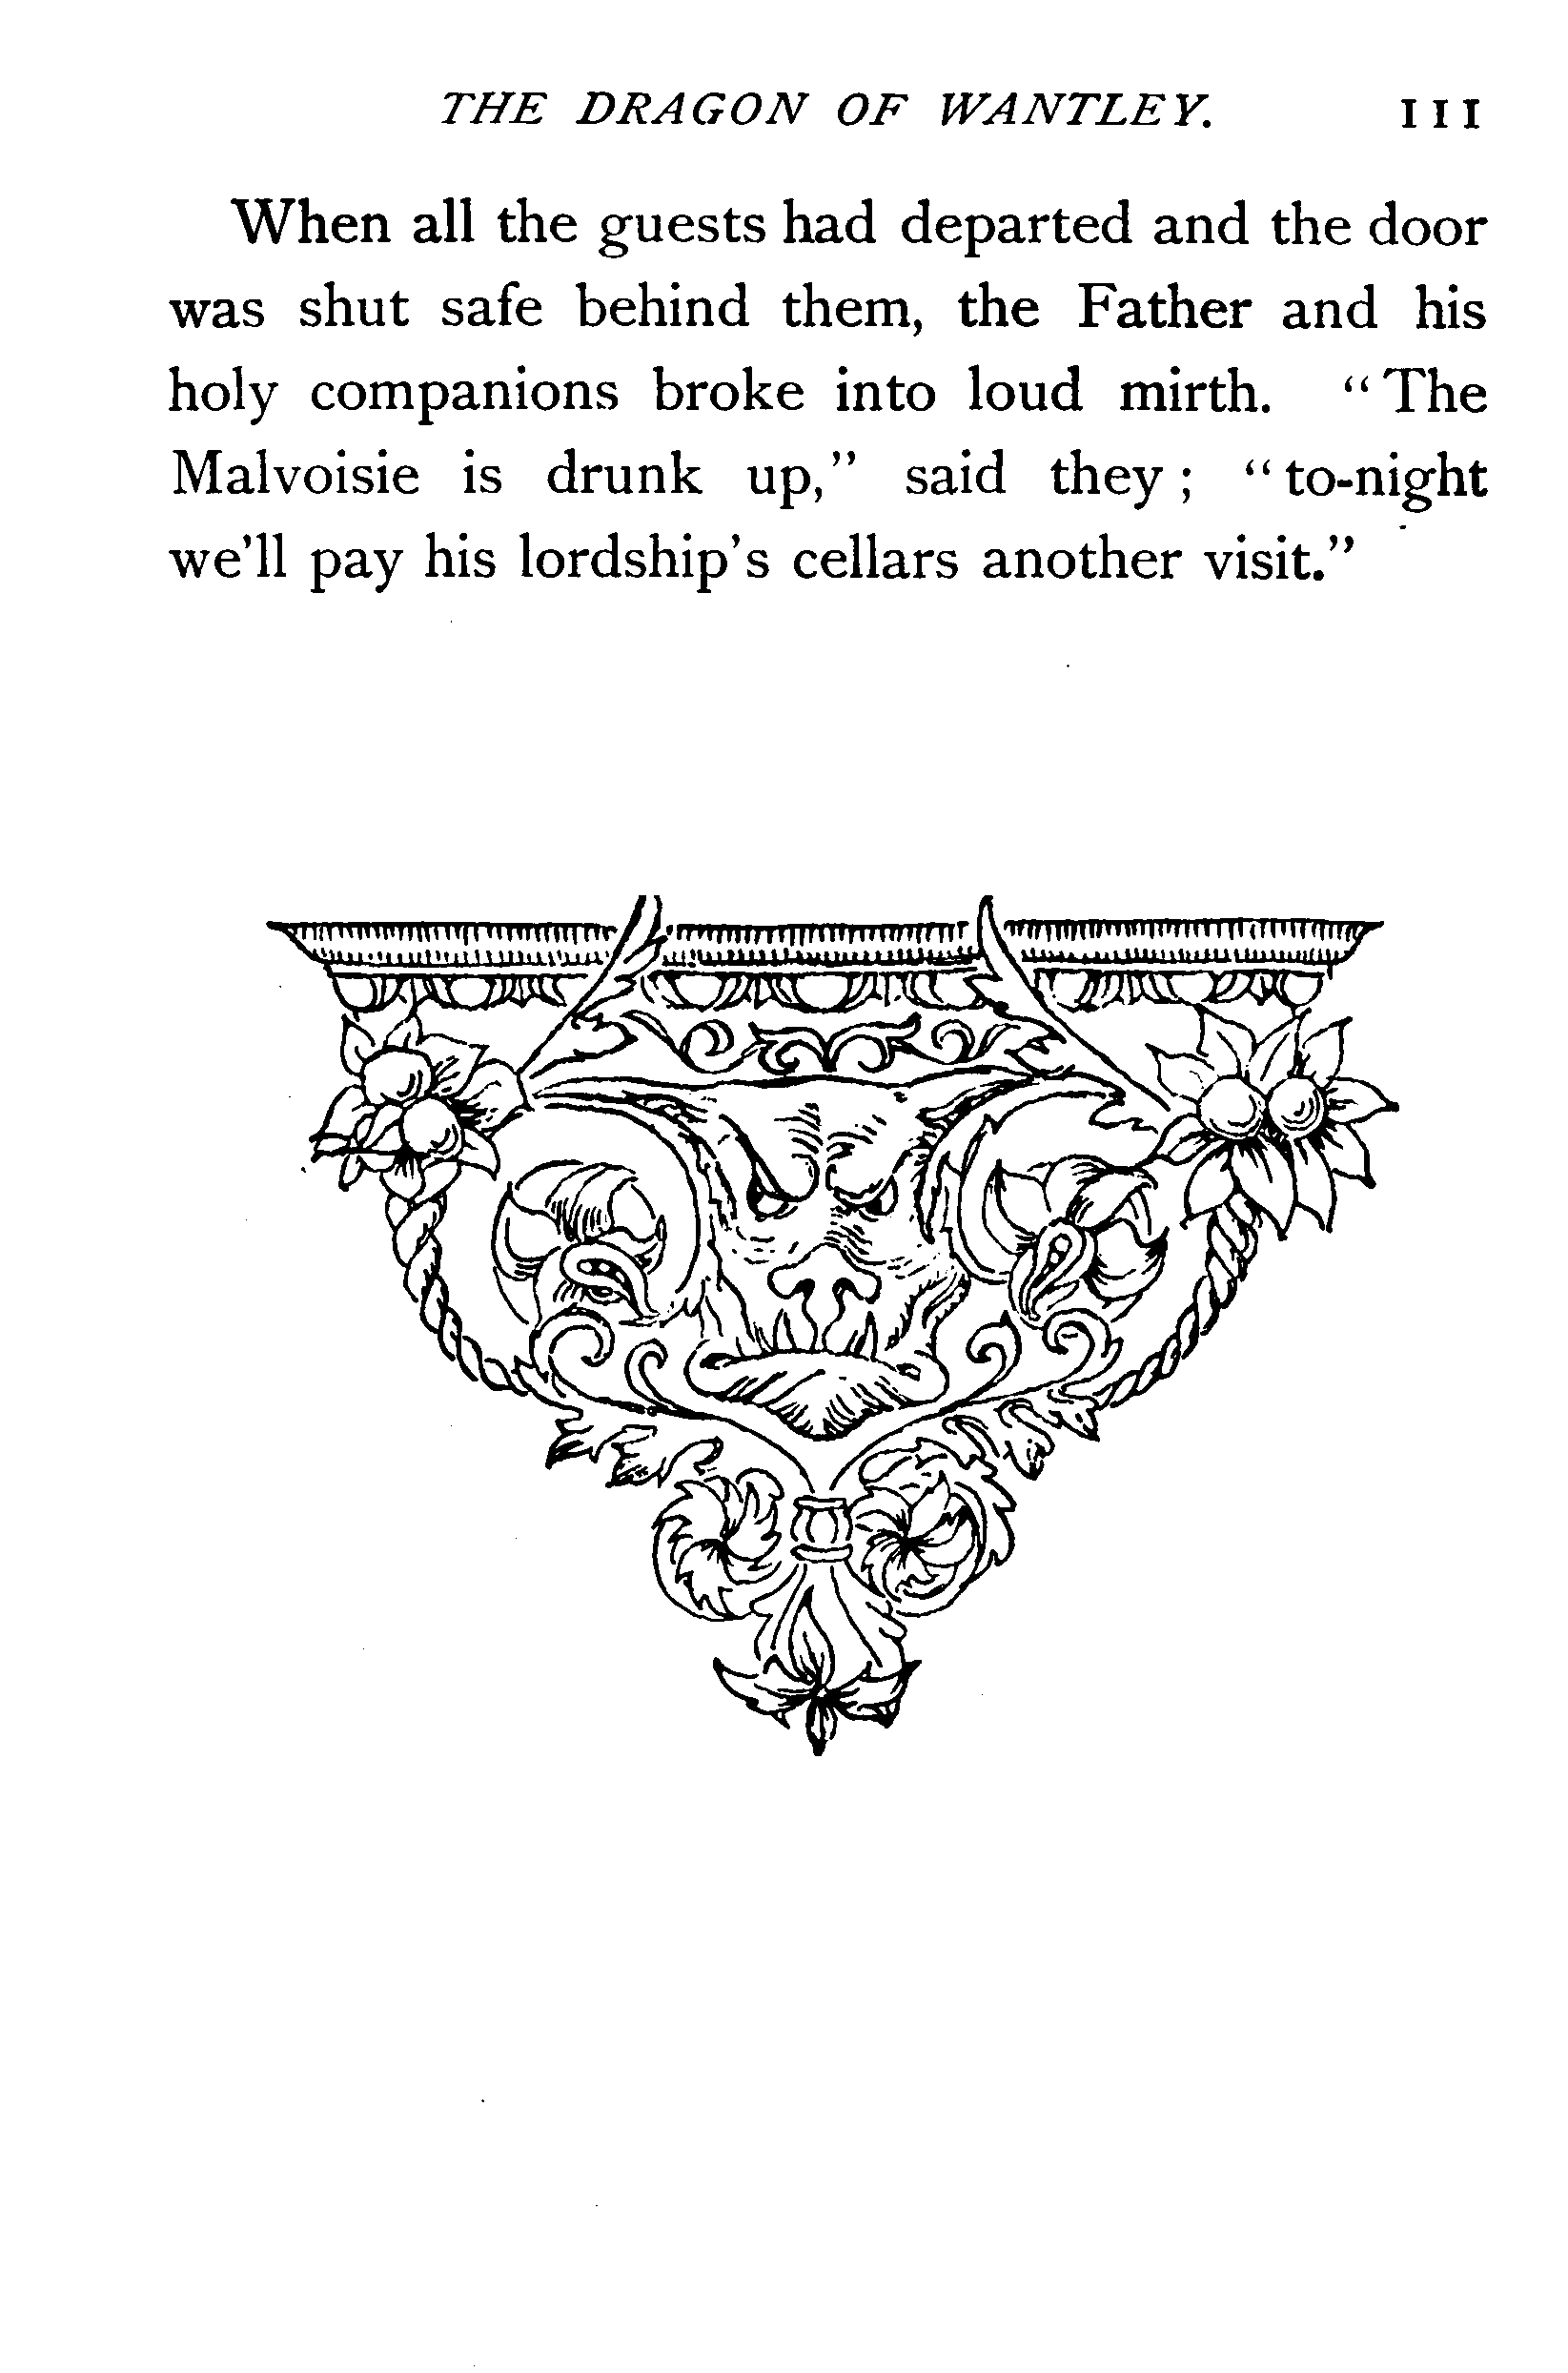 THE DRAGON OF WANTLEY. 111
When all the guests had departed and the door
was shut safe behind them, the Father and his
holy companions broke into loud mirth. “The
Malvoisie is drunk up,” said they; “to-night
we’ll pay his lordship’s cellars another visit.”